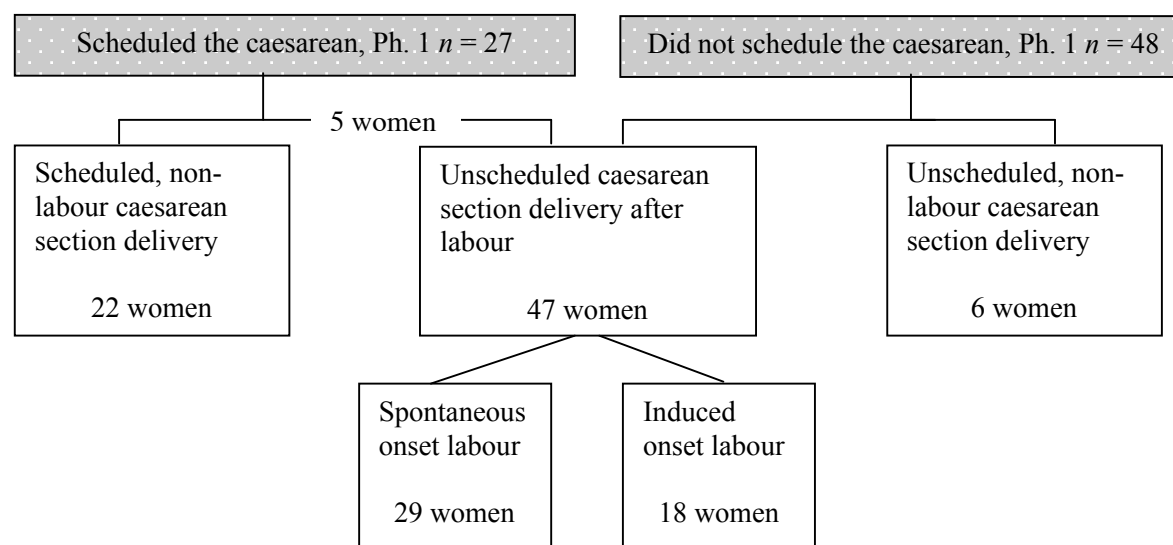 Scheduled the caesarean, Ph. 1 n = 27
Did not schedule the caesarean, Ph. 1 n = 48
5 women
Scheduled, non-
labour caesarean
section delivery
22 women
Unscheduled caesarean
section delivery after
labour
47 women
Unscheduled, non-
labour caesarean
section delivery
6 women
Spontaneous
onset labour
29 women
Induced
onset labour
18 women